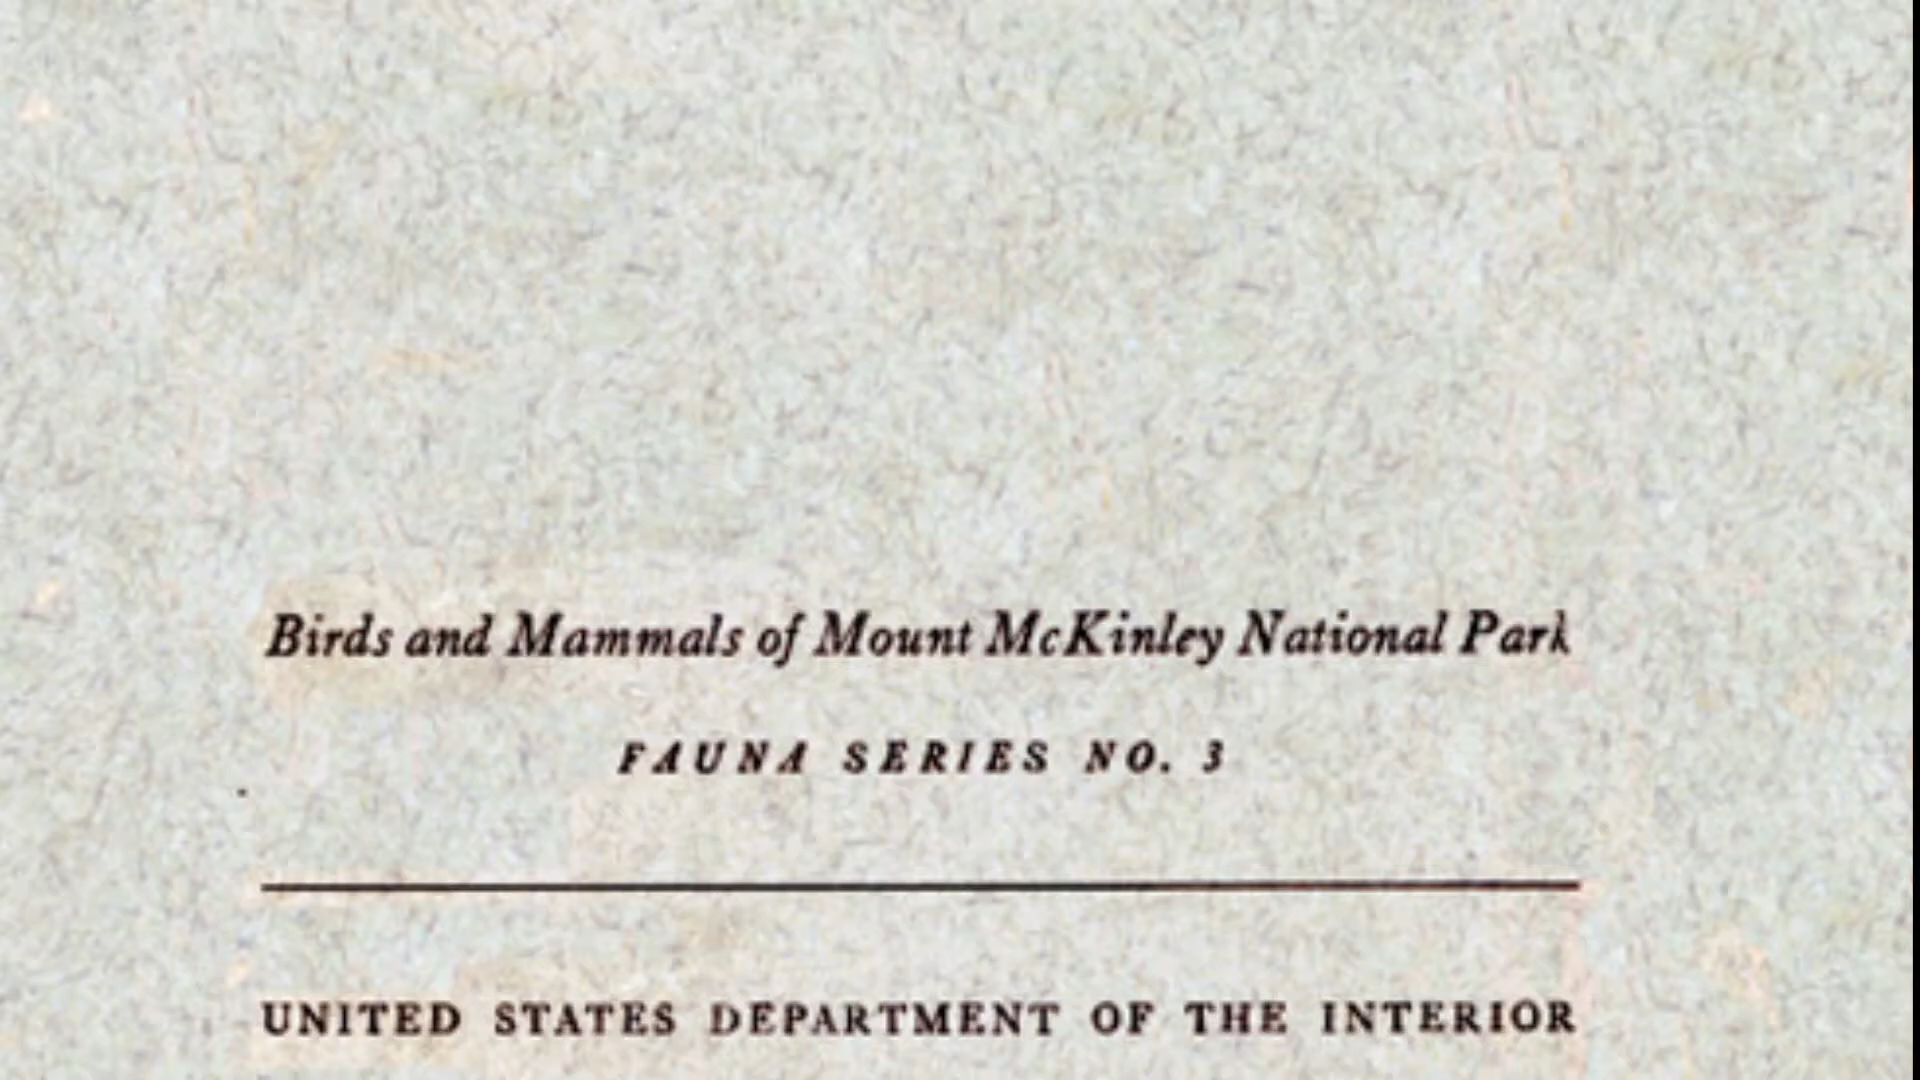 Birds and Mammals of Mount McKinley National Park
FAUNA SERIES NO. 3
UNITED STATES DEPARTMENT OF THE INTERIOR